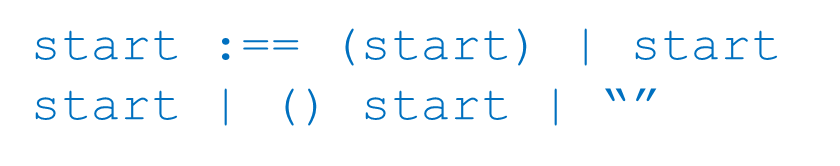 start :== (start) | start
start | () start | “”